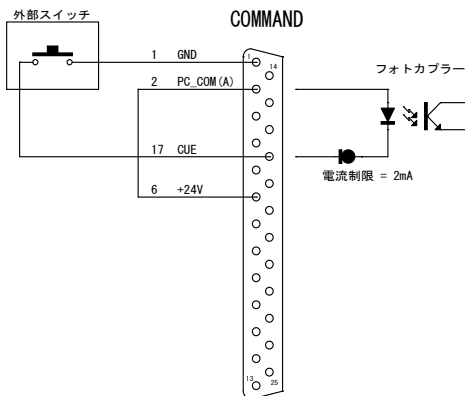 外部スイッチ
COMMAND
1 GND
2 PC_COM(A)
17 CUE
6 +24V
1
14
13
25
フォトカプラー
電流制限 = 2mA